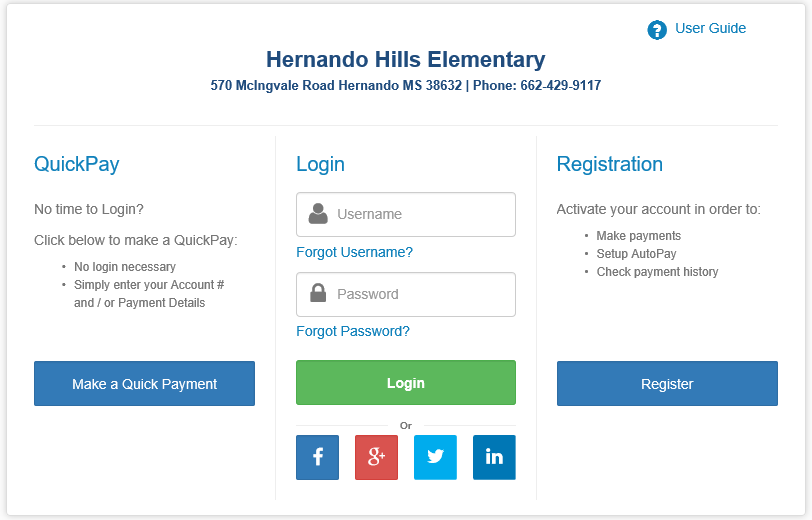 User Guide
Hernando Hills Elementary
570 McIngvale Road Hernando MS 38632 | Phone: 662-429-9117
QuickPay
No time to Login?
Click below to make a QuickPay:
• No login necessary
• Simply enter your Account #
and / or Payment Details
Make a Quick Payment
Login
Username
Forgot Username?
Password
Forgot Password?
Login
Or
Registration
Activate your account in order to:
• Make payments
• Setup AutoPay
• Check payment history
Register